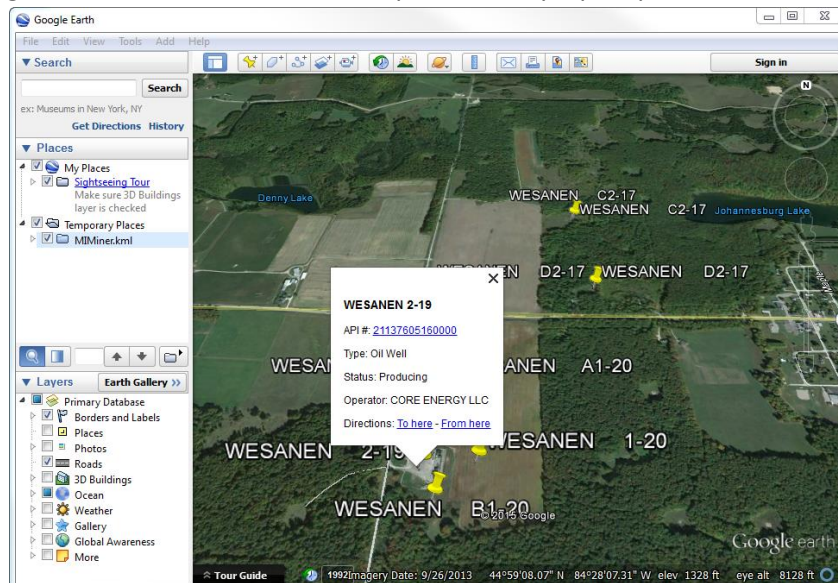 Google Earth
File Edit View Tools Add Help
Search
Sign in
Search
ex: Museums in New York, NY
Get Directions History
Places
My Places
Sightseeing Tour
Make sure 3D Buildings
layer is checked
Temporary Places
MIMiner.kml
Layers
Earth Gallery >>
Primary Database
Borders and Labels
Places
Photos
Roads
3D Buildings
Ocean
Weather
Gallery
Global Awareness
More
N
Denny Lake
WESANEN C2-17
WESANEN C2-17
Johannesburg Lake
D2-17
WESANEN D2-17
WESANEN 2-19
API #: 21137605160000
Type: Oil Well
Status: Producing
Operator: CORE ENERGY LLC
Directions: To here - From here
A1-20
WESANEN 2-19
WESANEN 1-20
WESANEN B1-20
© 2015 Google
Google earth
Tour Guide
1992
Imagery Date: 9/26/2013 44°59'08.07" N 84°28'07.31" W elev 1328 ft eye alt 8128 ft